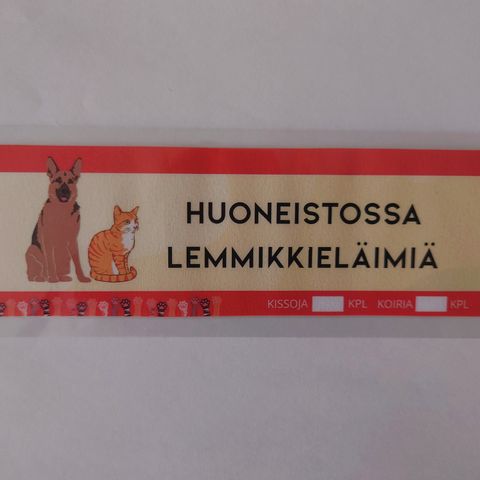 HUONEISTOSSA
LEMMIKKIELÄIMIÄ
KISSOJA KPL KOIRIA KPL